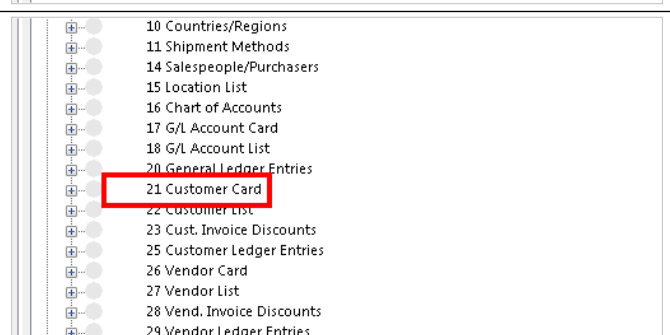 10 Countries/Regions
11 Shipment Methods
14 Salespeople/Purchasers
15 Location List
16 Chart of Accounts
17 G/L Account Card
18 G/L Account List
20 General Ledger Entries
21 Customer Card
22 Customer List
23 Cust. Invoice Discounts
25 Customer Ledger Entries
26 Vendor Card
27 Vendor List
28 Vend. Invoice Discounts
29 Vendor Ledger Entries